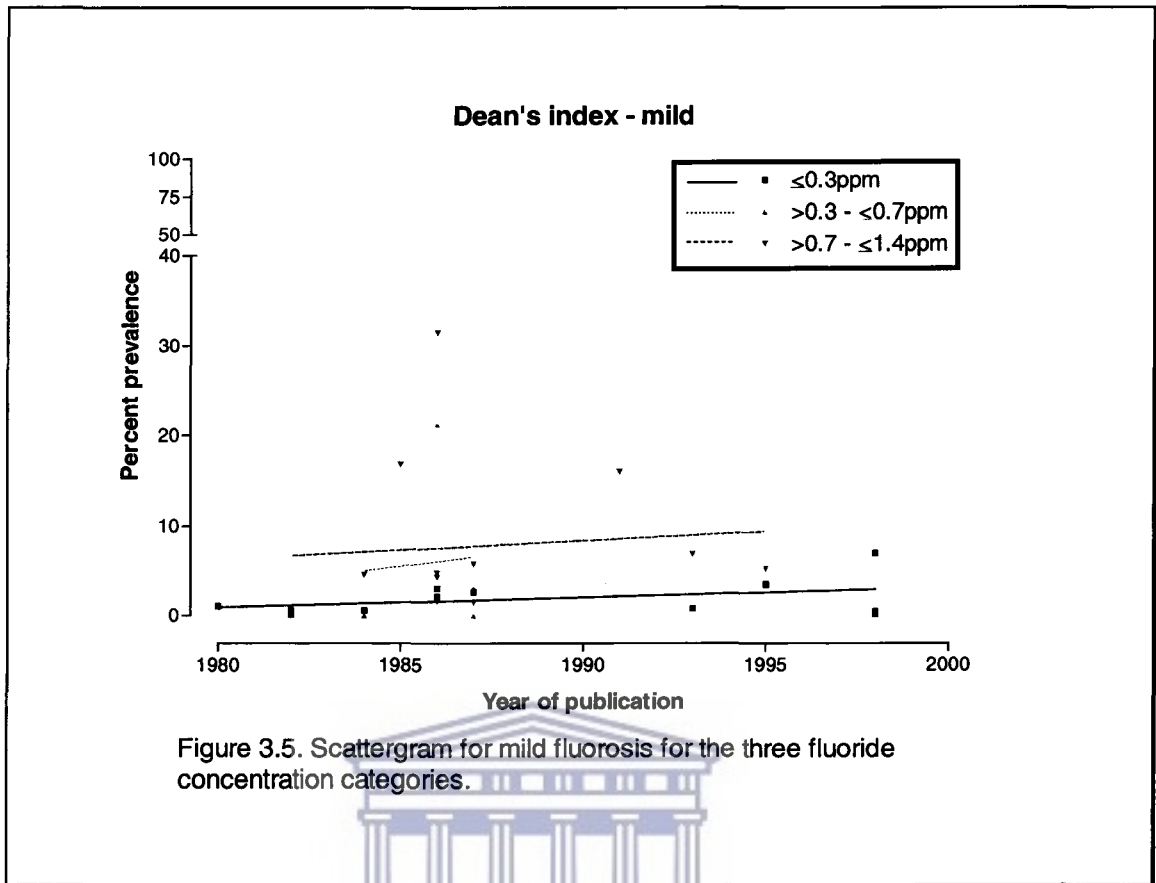 Dean's index - mild
100
75
50
40
30
20
10
0
Percent prevalence
≤0.3ppm
>0.3 - ≤0.7ppm
>0.7 - ≤1.4ppm
1980
1985
1990
1995
2000
Year of publication
Figure 3.5. Scattergram for mild fluorosis for the three fluoride
concentration categories.